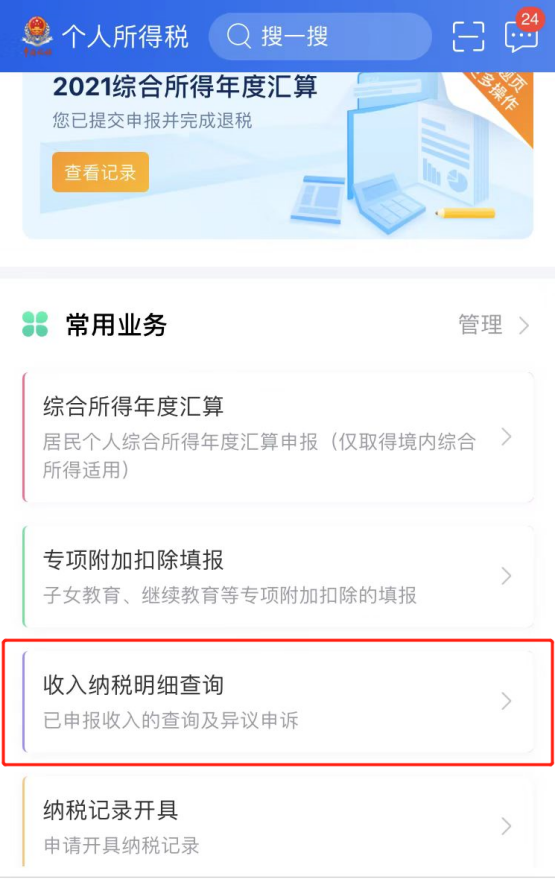 个人所得税
搜一搜
24
2021综合所得年度汇算
您已提交申报并完成退税
查看记录
多操作
常用业务
管理
综合所得年度汇算
居民个人综合所得年度汇算申报（仅取得境内综合
所得适用）
专项附加扣除填报
子女教育、继续教育等专项附加扣除的填报
收入纳税明细查询
已申报收入的查询及异议申诉
纳税记录开具
申请开具纳税记录